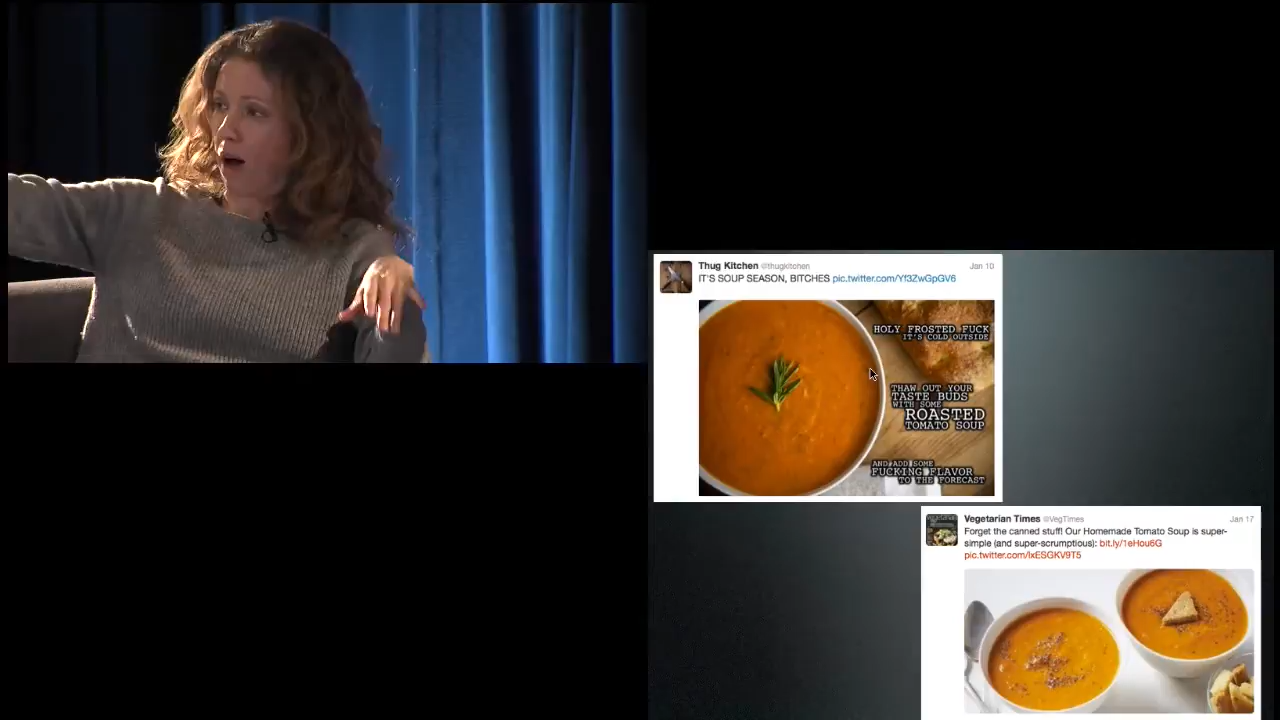 Thug Kitchen @thugkitchen Jan 10
IT'S SOUP SEASON, BITCHES pic.twitter.com/Yf3ZwGpGV6
HOLY FROSTED FUCK
IT'S COLD OUTSIDE
THAW OUT YOUR
TASTE BUDS
WITH SOME
ROASTED
TOMATO SOUP
AND ADD SOME
FUCKING FLAVOR
TO THE FORECAST
Vegetarian Times @VegTimes Jan 17
Forget the canned stuff! Our Homemade Tomato Soup is super-
simple (and super-scrumptious): bit.ly/1eHou6G
pic.twitter.com/lxESGKV9T5